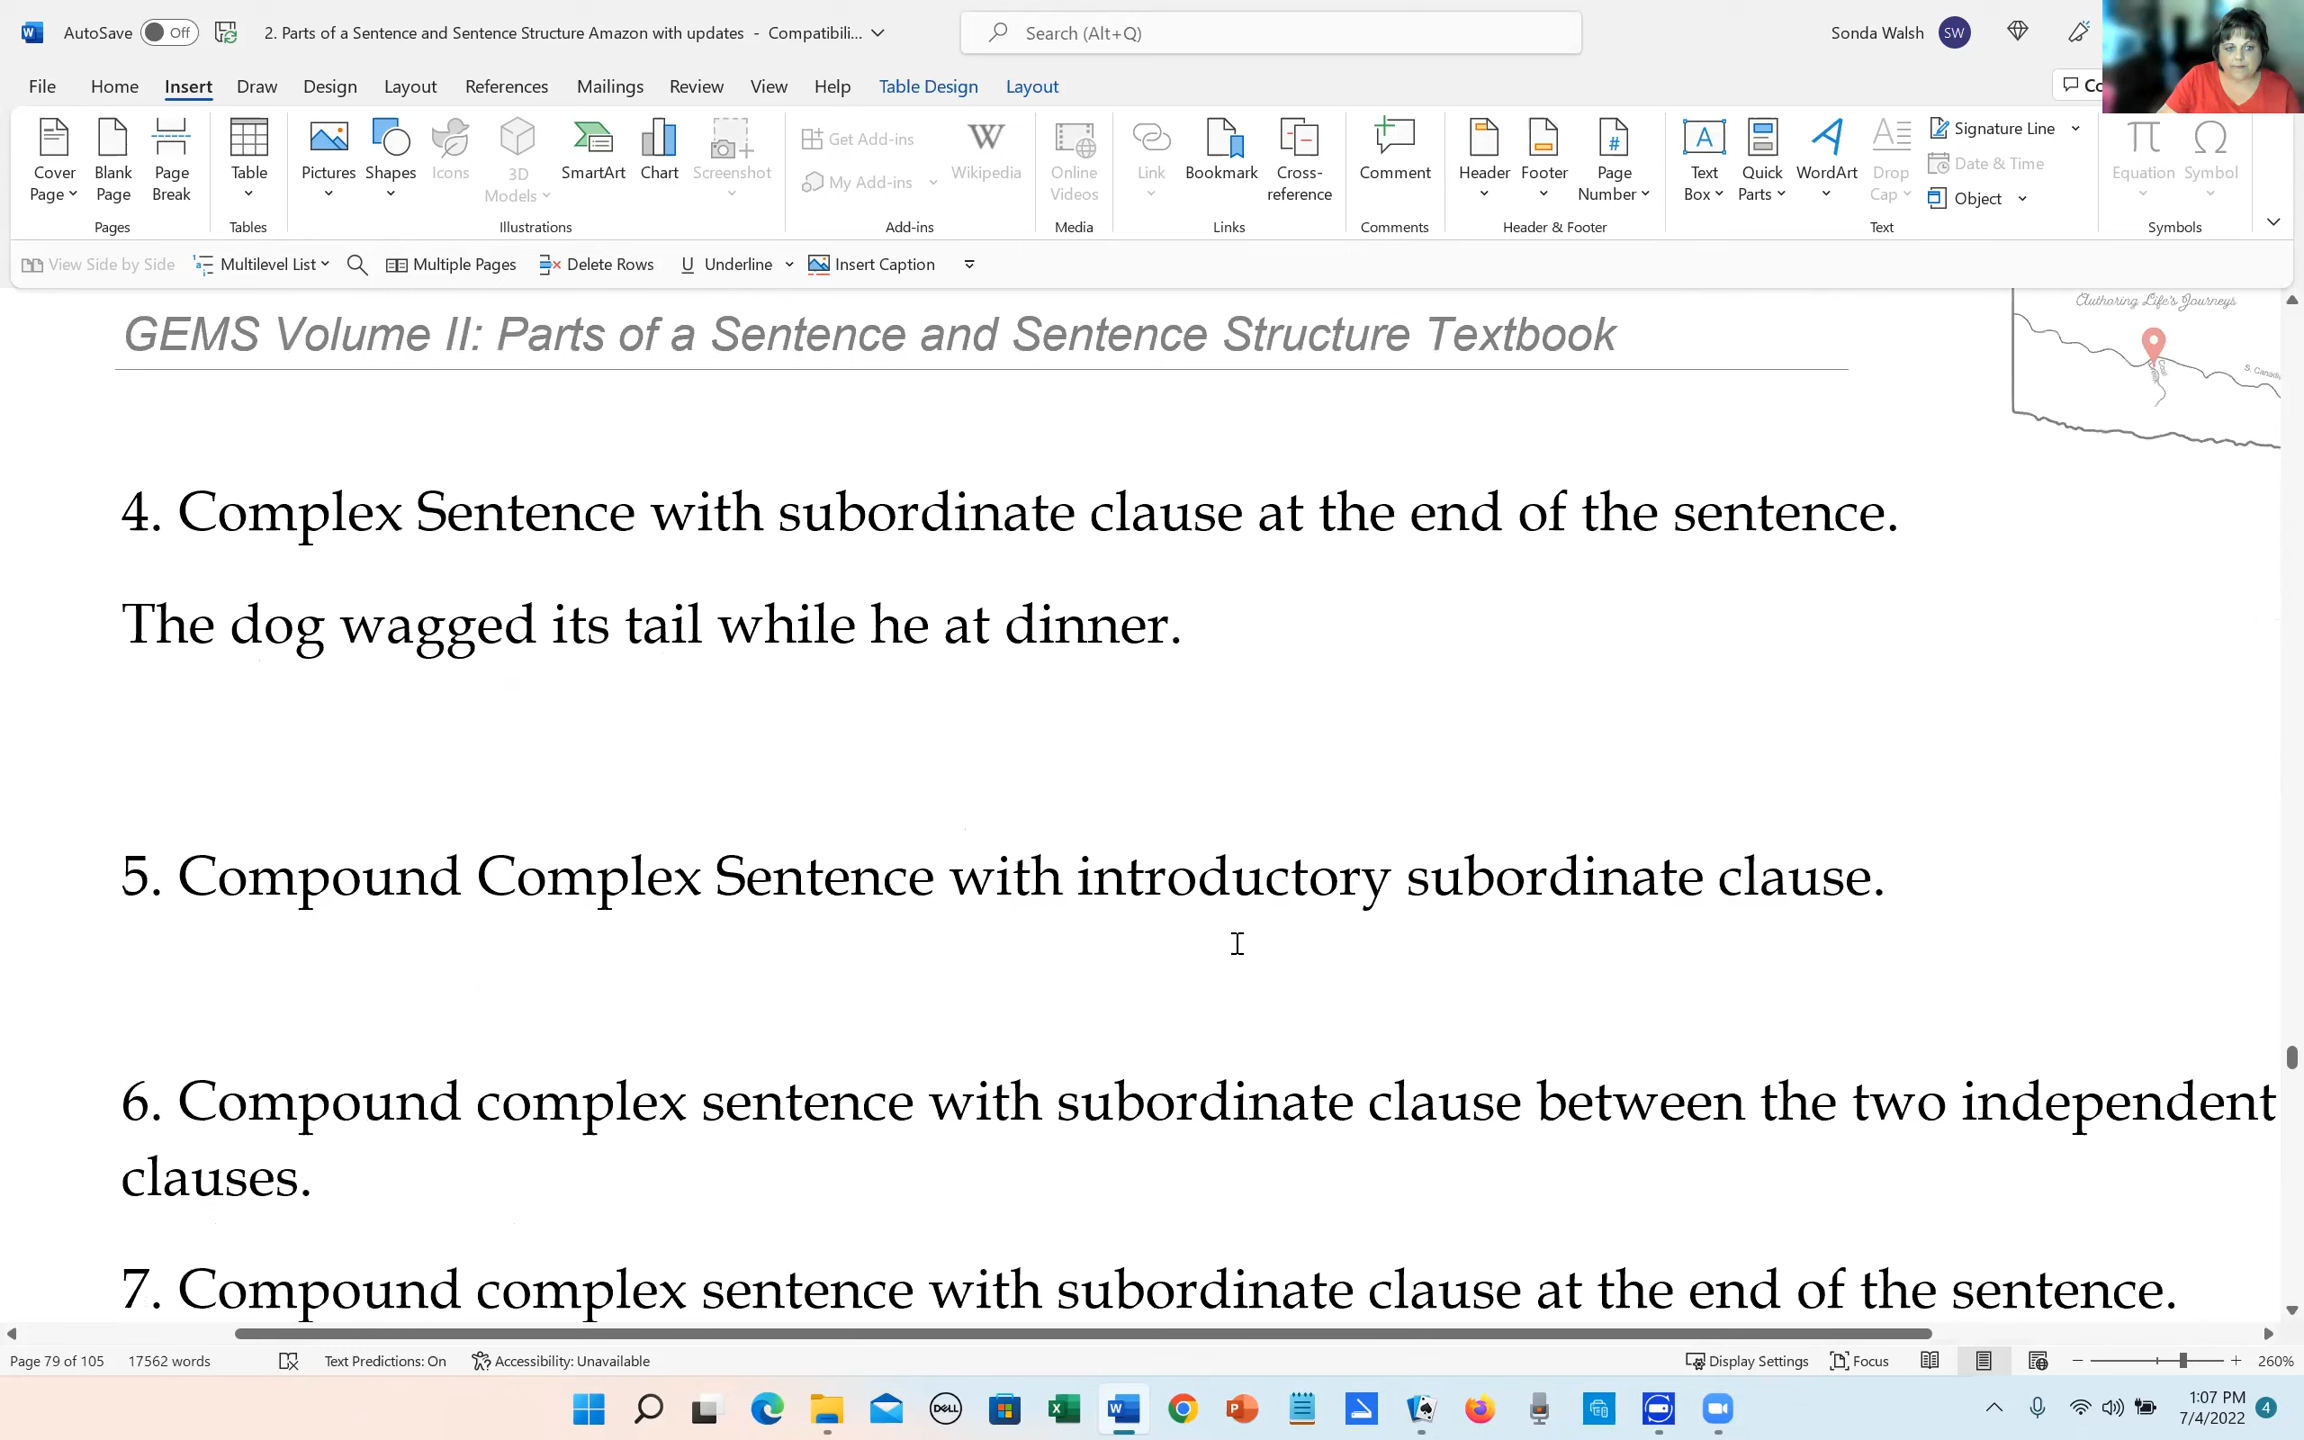 AutoSave Off 2. Parts of a Sentence and Sentence Structure Amazon with updates - Compatibili... Search (Alt+Q) Sonda Walsh SW
File Home Insert Draw Design Layout References Mailings Review View Help Table Design Layout Co
Cover Page Blank Page Page Break Table Pictures Shapes Icons 3D Models SmartArt Chart Screenshot Get Add-ins My Add-ins Wikipedia Online Videos Link Bookmark Cross-reference Comment Header Footer Page Number Text Box Quick Parts WordArt Drop Cap Signature Line Date & Time Object Equation Symbol
Pages Tables Illustrations Add-ins Media Links Comments Header & Footer Text Symbols
View Side by Side Multilevel List Multiple Pages Delete Rows Underline Insert Caption
Authoring Life's Journeys
GEMS Volume II: Parts of a Sentence and Sentence Structure Textbook
4. Complex Sentence with subordinate clause at the end of the sentence.
The dog wagged its tail while he at dinner.
5. Compound Complex Sentence with introductory subordinate clause.
6. Compound complex sentence with subordinate clause between the two independent
clauses.
7. Compound complex sentence with subordinate clause at the end of the sentence.
Page 79 of 105 17562 words Text Predictions: On Accessibility: Unavailable Display Settings Focus 260%
DELL 1:07 PM
7/4/2022 4